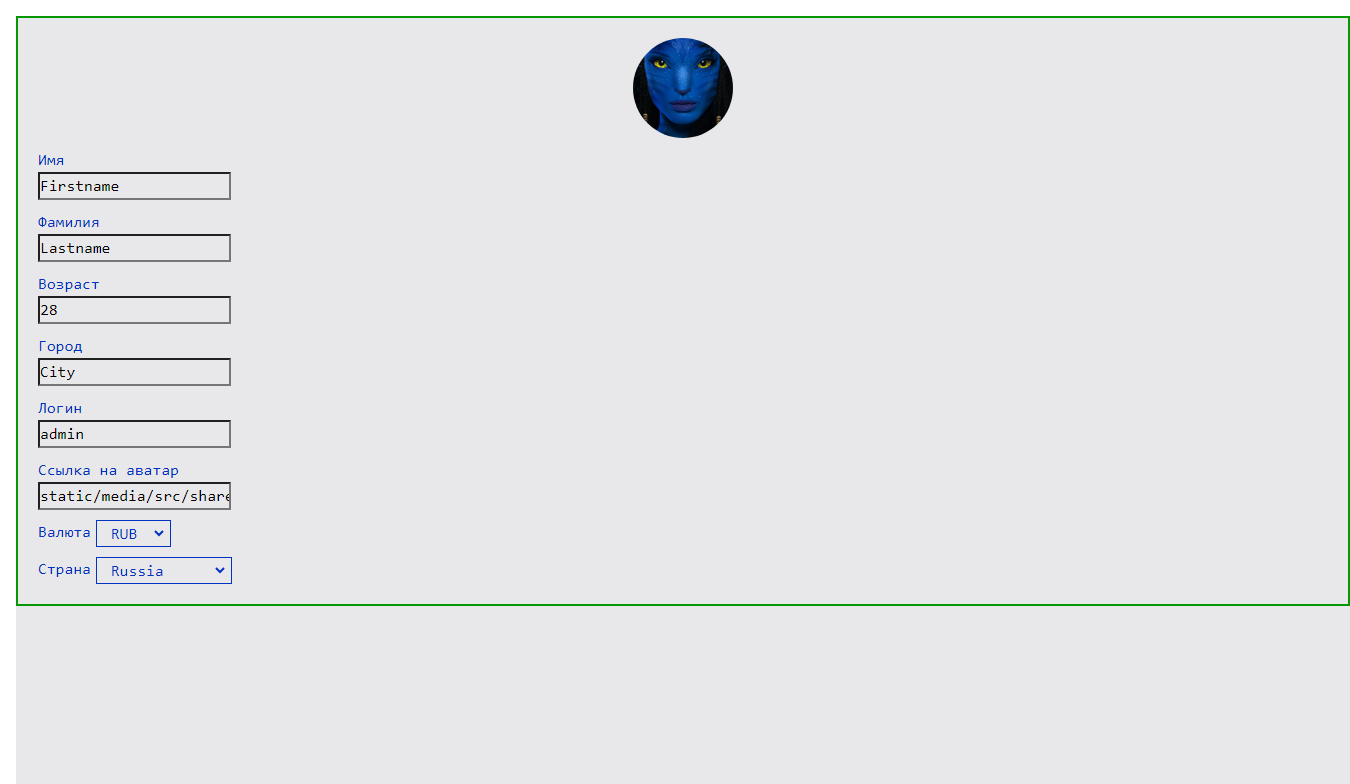 Имя
Firstname
Фамилия
Lastname
Возраст
28
Город
City
Логин
admin
Ссылка на аватар
static/media/src/share
Валюта RUB
Страна Russia